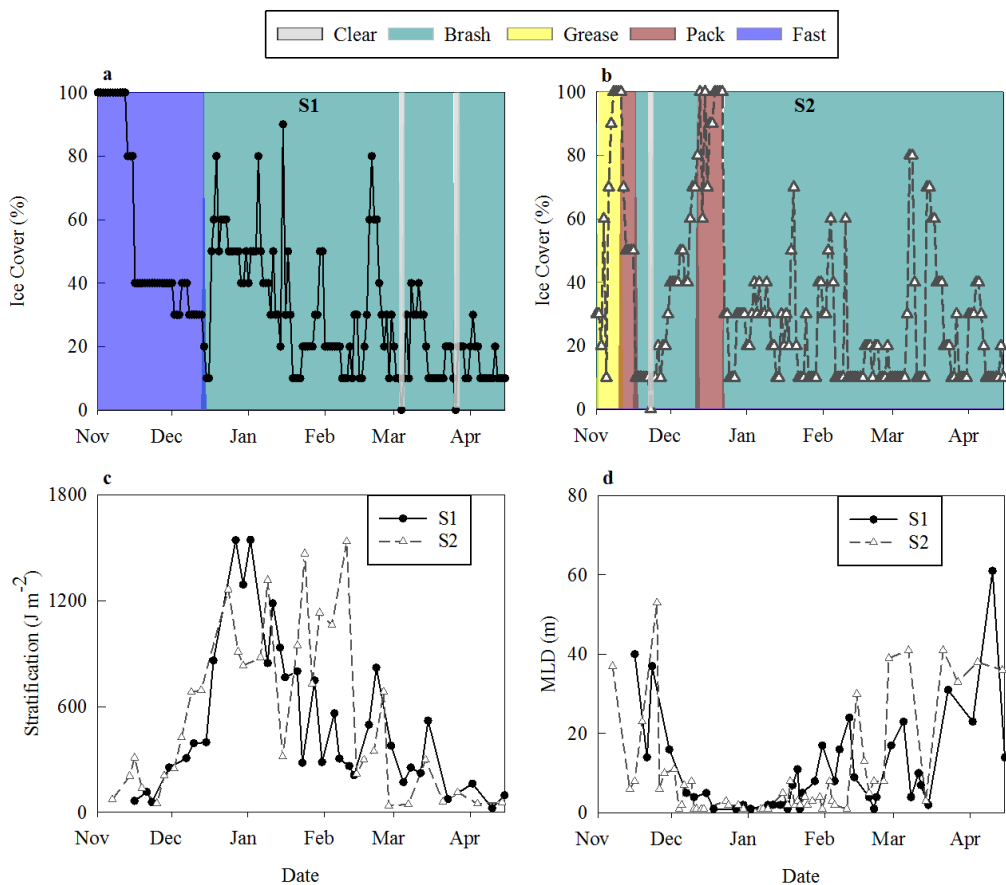 Clear Brash Grease Pack Fast
a
S1
Ice Cover (%)
100
80
60
40
20
0
Nov Dec Jan Feb Mar Apr
b
S2
Ice Cover (%)
100
80
60
40
20
0
Nov Dec Jan Feb Mar Apr
c
S1
S2
Stratification (J m⁻²)
1800
1200
600
0
Nov Dec Jan Feb Mar Apr
Date
d
S1
S2
MLD (m)
80
60
40
20
0
Nov Dec Jan Feb Mar Apr
Date